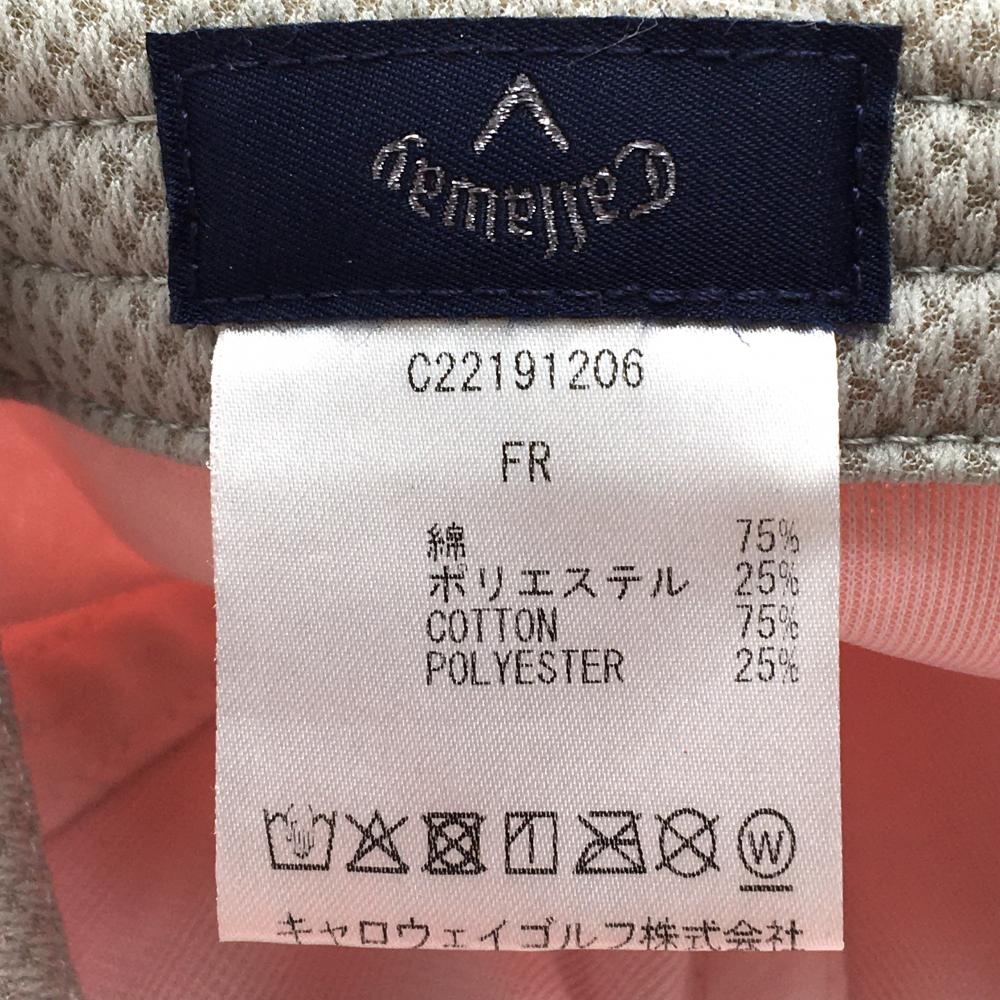 Callaway
C22191206
FR
綿 75%
ポリエステル 25%
COTTON 75%
POLYESTER 25%
W
キャロウェイゴルフ株式会社